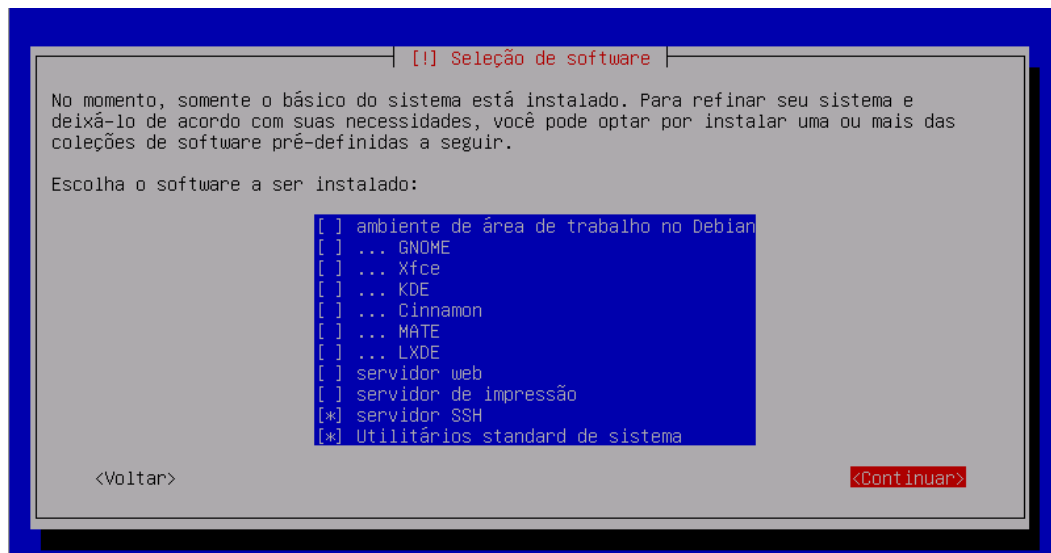 [!] Seleção de software
No momento, somente o básico do sistema está instalado. Para refinar seu sistema e
deixá-lo de acordo com suas necessidades, você pode optar por instalar uma ou mais das
coleções de software pré-definidas a seguir.
Escolha o software a ser instalado:
[ ] ambiente de área de trabalho no Debian
[ ] ... GNOME
[ ] ... Xfce
[ ] ... KDE
[ ] ... Cinnamon
[ ] ... MATE
[ ] ... LXDE
[ ] servidor web
[ ] servidor de impressão
[*] servidor SSH
[*] Utilitários standard de sistema
<Voltar> <Continuar>